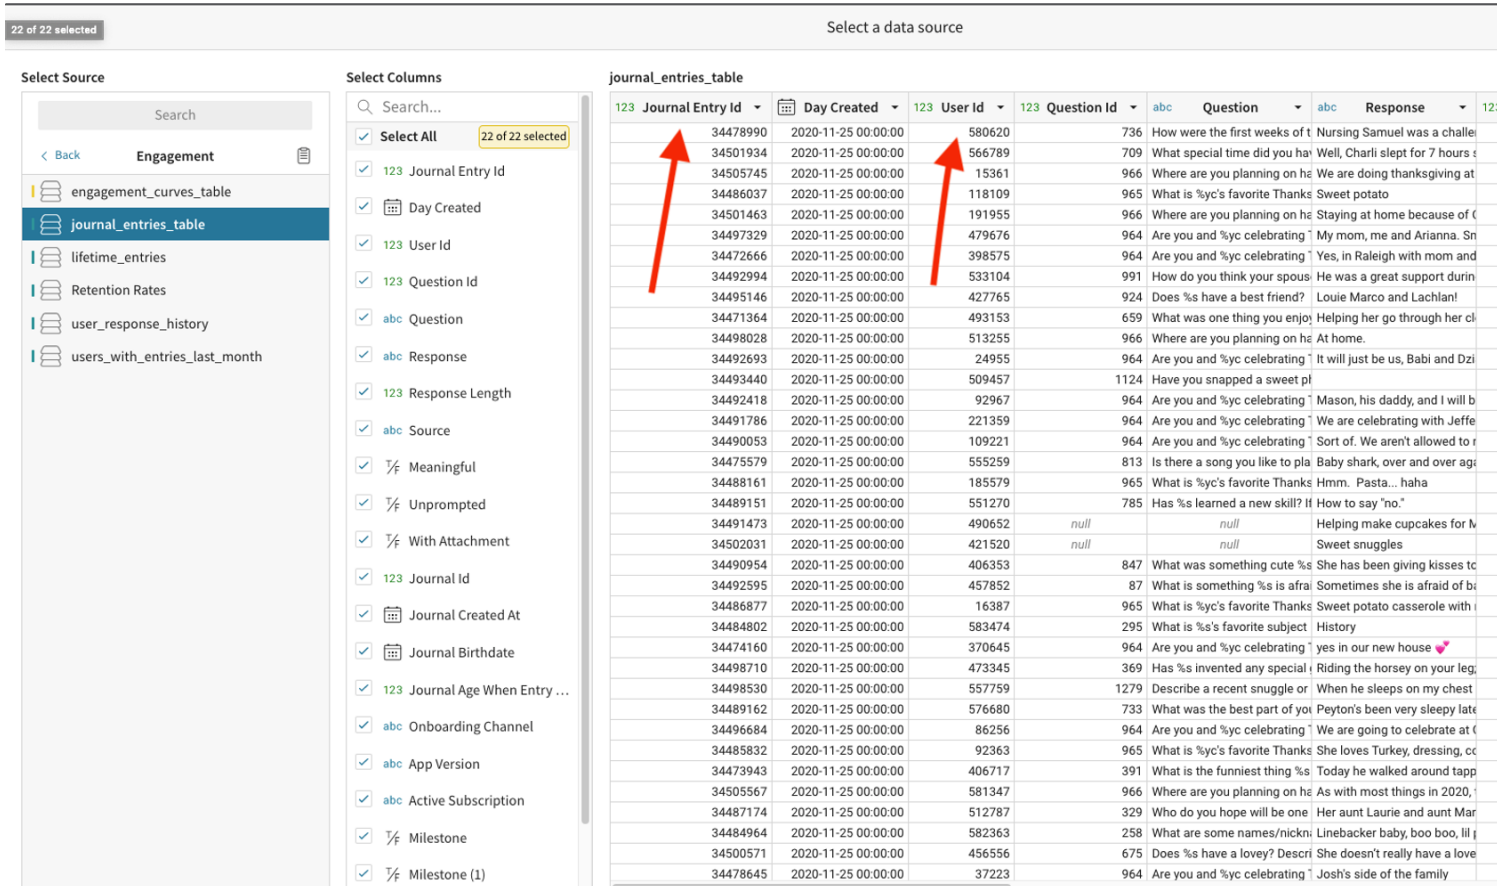 22 of 22 selected
Select a data source
Select Source
Search
Back
Engagement
engagement_curves_table
journal_entries_table
lifetime_entries
Retention Rates
user_response_history
users_with_entries_last_month
Select Columns
Search...
Select All 22 of 22 selected
123 Journal Entry Id
Day Created
123 User Id
123 Question Id
abc Question
abc Response
123 Response Length
abc Source
T/F Meaningful
T/F Unprompted
T/F With Attachment
123 Journal Id
Journal Created At
Journal Birthdate
123 Journal Age When Entry ...
abc Onboarding Channel
abc App Version
abc Active Subscription
T/F Milestone
T/F Milestone (1)
journal_entries_table
123 Journal Entry Id Day Created 123 User Id 123 Question Id abc Question abc Response 123
34478990 2020-11-25 00:00:00 580620 736 How were the first weeks of t Nursing Samuel was a challe
34501934 2020-11-25 00:00:00 566789 709 What special time did you hav Well, Charli slept for 7 hours s
34505745 2020-11-25 00:00:00 15361 966 Where are you planning on ha We are doing thanksgiving at
34486037 2020-11-25 00:00:00 118109 965 What is %yc's favorite Thanks Sweet potato
34501463 2020-11-25 00:00:00 191955 966 Where are you planning on ha Staying at home because of C
34497329 2020-11-25 00:00:00 479676 964 Are you and %yc celebrating T My mom, me and Arianna. Sn
34472666 2020-11-25 00:00:00 398575 964 Are you and %yc celebrating T Yes, in Raleigh with mom and
34492994 2020-11-25 00:00:00 533104 991 How do you think your spous He was a great support durin
34495146 2020-11-25 00:00:00 427765 924 Does %s have a best friend? Louie Marco and Lachlan!
34471364 2020-11-25 00:00:00 493153 659 What was one thing you enjoy Helping her go through her cl
34498028 2020-11-25 00:00:00 513255 966 Where are you planning on ha At home.
34492693 2020-11-25 00:00:00 24955 964 Are you and %yc celebrating T It will just be us, Babi and Dzi
34493440 2020-11-25 00:00:00 509457 1124 Have you snapped a sweet ph
34492418 2020-11-25 00:00:00 92967 964 Are you and %yc celebrating T Mason, his daddy, and I will b
34491786 2020-11-25 00:00:00 221359 964 Are you and %yc celebrating T We are celebrating with Jeffe
34490053 2020-11-25 00:00:00 109221 964 Are you and %yc celebrating T Sort of. We aren't allowed to r
34475579 2020-11-25 00:00:00 555259 813 Is there a song you like to pla Baby shark, over and over aga
34488161 2020-11-25 00:00:00 185579 965 What is %yc's favorite Thanks Hmm. Pasta... haha
34489151 2020-11-25 00:00:00 551270 785 Has %s learned a new skill? If How to say "no."
34491473 2020-11-25 00:00:00 490652 null null Helping make cupcakes for M
34502031 2020-11-25 00:00:00 421520 null null Sweet snuggles
34490954 2020-11-25 00:00:00 406353 847 What was something cute %s She has been giving kisses to
34492595 2020-11-25 00:00:00 457852 87 What is something %s is afrai Sometimes she is afraid of ba
34486877 2020-11-25 00:00:00 16387 965 What is %yc's favorite Thanks Sweet potato casserole with
34484802 2020-11-25 00:00:00 583474 295 What is %s's favorite subject History
34474160 2020-11-25 00:00:00 370645 964 Are you and %yc celebrating T yes in our new house 💕
34498710 2020-11-25 00:00:00 473345 369 Has %s invented any special Riding the horsey on your leg,
34498530 2020-11-25 00:00:00 557759 1279 Describe a recent snuggle or When he sleeps on my chest
34489162 2020-11-25 00:00:00 576680 733 What was the best part of you Peyton's been very sleepy late
34496684 2020-11-25 00:00:00 86256 964 Are you and %yc celebrating T We are going to celebrate at
34485832 2020-11-25 00:00:00 92363 965 What is %yc's favorite Thanks She loves Turkey, dressing, cc
34473943 2020-11-25 00:00:00 406717 391 What is the funniest thing %s Today he walked around tapp
34505567 2020-11-25 00:00:00 581347 966 Where are you planning on ha As with most things in 2020,
34487174 2020-11-25 00:00:00 512787 329 Who do you hope will be one Her aunt Laurie and aunt Mar
34484964 2020-11-25 00:00:00 582363 258 What are some names/nickn Linebacker baby, boo boo, lil
34500571 2020-11-25 00:00:00 456556 675 Does %s have a lovey? Descri She doesn't really have a love
34478645 2020-11-25 00:00:00 37223 964 Are you and %yc celebrating T Josh's side of the family